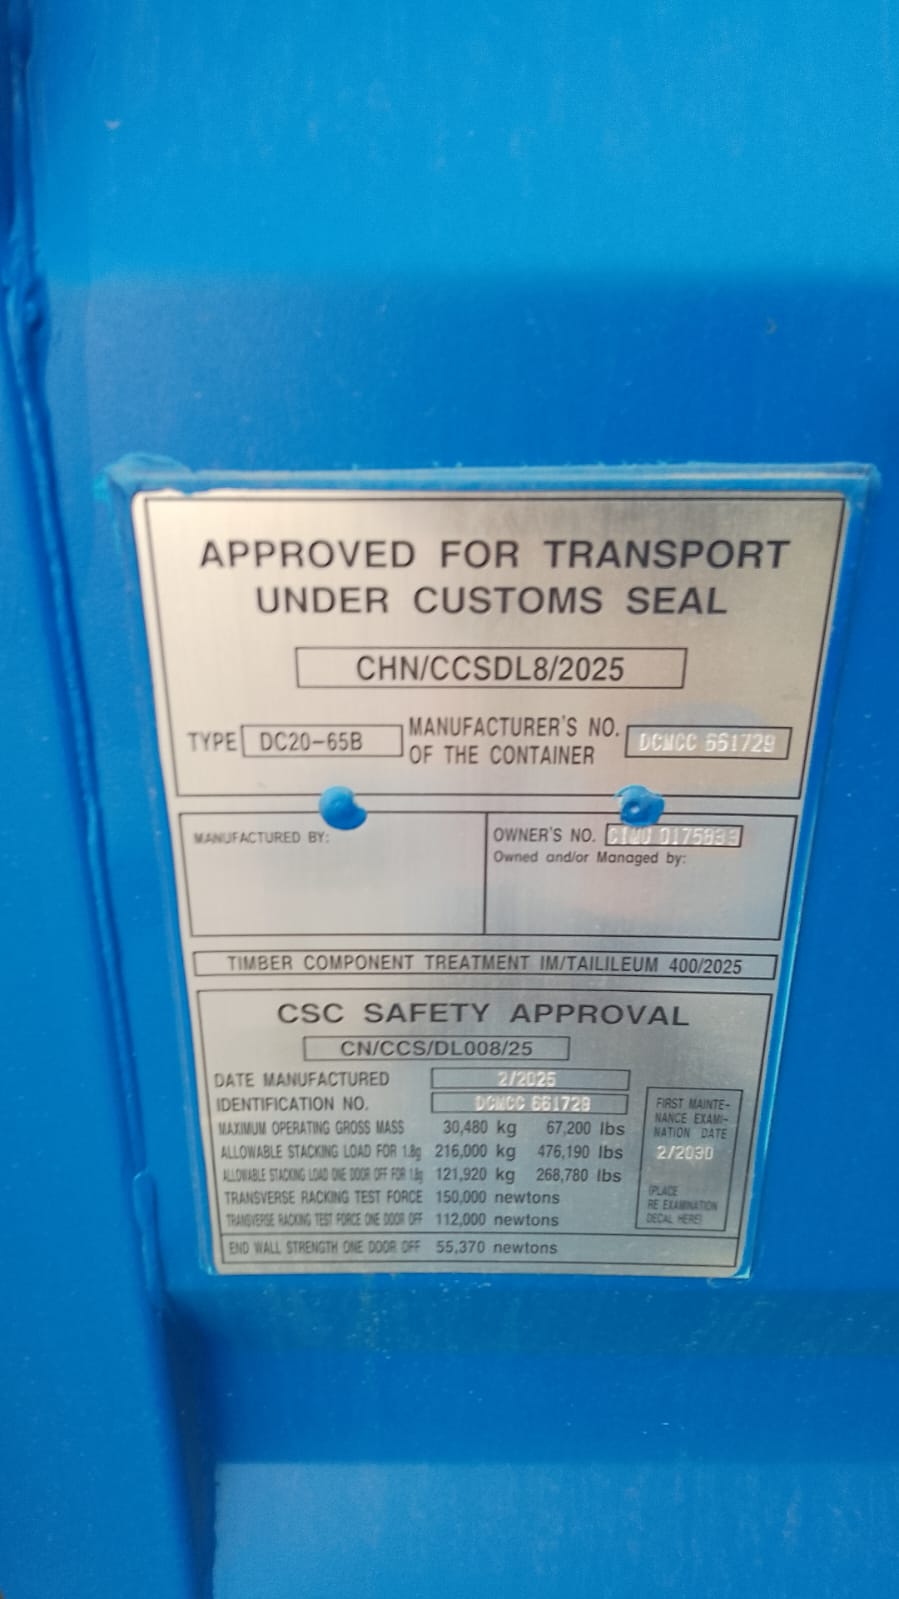 APPROVED FOR TRANSPORT
UNDER CUSTOMS SEAL
CHN/CCSDL8/2025
TYPE DC20-65B MANUFACTURER'S NO. OF THE CONTAINER DCMCC 661729
MANUFACTURED BY:
OWNER'S NO.
Owned and/or Managed by:
TIMBER COMPONENT TREATMENT IM/TAILILEUM 400/2025
CSC SAFETY APPROVAL
CN/CCS/DL008/25
DATE MANUFACTURED 2/2025
IDENTIFICATION NO. DCMCC 661729
MAXIMUM OPERATING GROSS MASS 30,480 kg 67,200 lbs
ALLOWABLE STACKING LOAD FOR 1.8g 216,000 kg 476,190 lbs
ALLOWABLE STACKING LOAD ONE DOOR OFF FOR 1.8g 121,920 kg 268,780 lbs
TRANSVERSE RACKING TEST FORCE 150,000 newtons
TRANSVERSE RACKING TEST FORCE ONE DOOR OFF 112,000 newtons
END WALL STRENGTH ONE DOOR OFF 55,370 newtons
FIRST MAINTE-
NANCE EXAMI-
NATION DATE
2/2030
(PLACE
RE EXAMINATION
DECAL HERE)